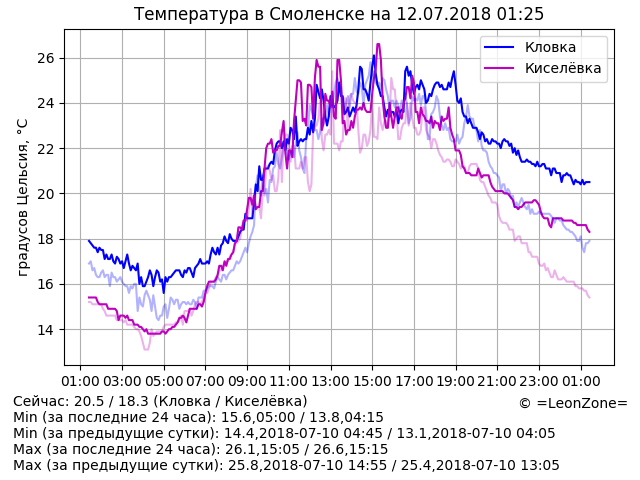 Температура в Смоленске на 12.07.2018 01:25
Кловка
Киселёвка
градусов Цельсия, °C
26
24
22
20
18
16
14
01:00 03:00 05:00 07:00 09:00 11:00 13:00 15:00 17:00 19:00 21:00 23:00 01:00
Сейчас: 20.5 / 18.3 (Кловка / Киселёвка)
© =LeonZone=
Min (за последние 24 часа): 15.6,05:00 / 13.8,04:15
Min (за предыдущие сутки): 14.4,2018-07-10 04:45 / 13.1,2018-07-10 04:05
Max (за последние 24 часа): 26.1,15:05 / 26.6,15:15
Max (за предыдущие сутки): 25.8,2018-07-10 14:55 / 25.4,2018-07-10 13:05